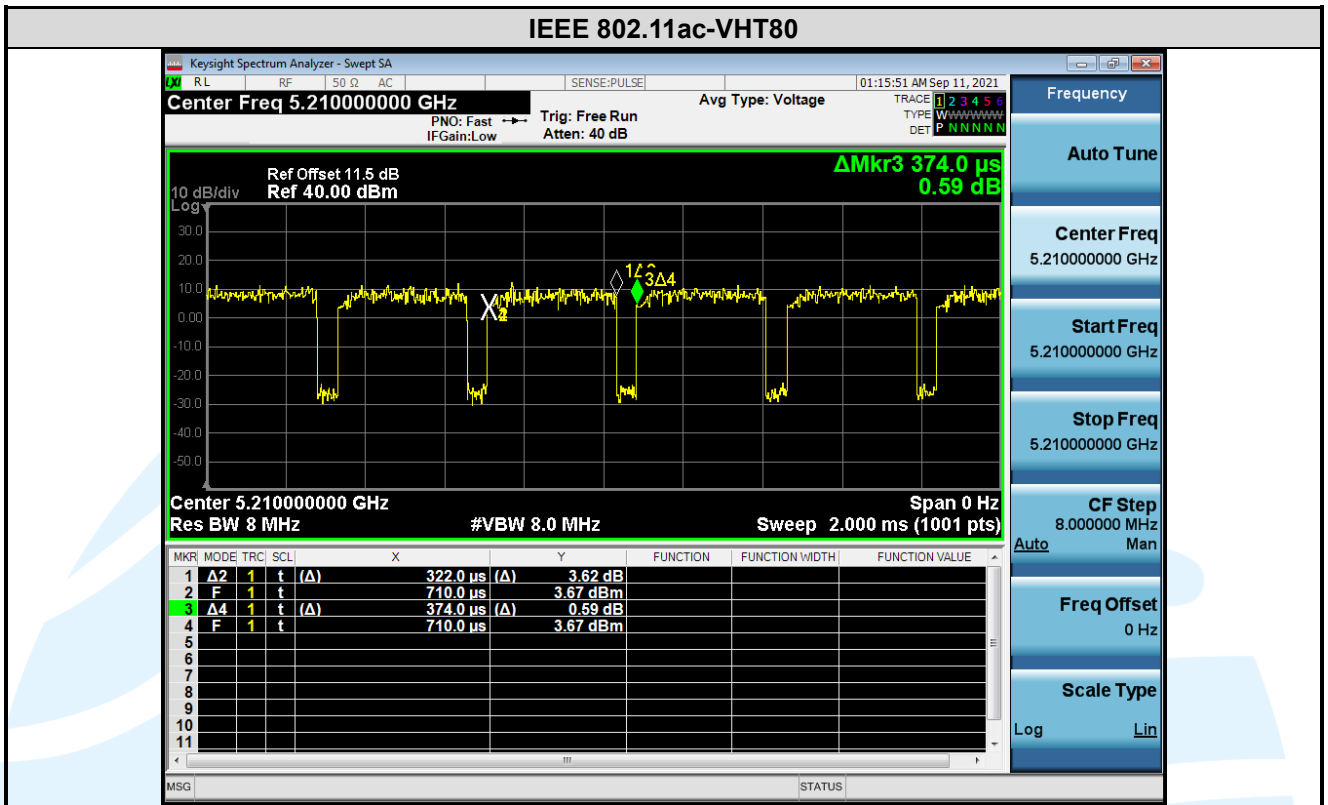 IEEE 802.11ac-VHT80
Keysight Spectrum Analyzer - Swept SA
LXI RL RF 50 Ω AC SENSE:PULSE 01:15:51 AM Sep 11, 2021
Center Freq 5.210000000 GHz
PNO: Fast
IFGain:Low
Trig: Free Run
Atten: 40 dB
Avg Type: Voltage
TRACE 1 2 3 4 5 6
TYPE WWWWWW
DET P N N N N N
ΔMkr3 374.0 µs
0.59 dB
Ref Offset 11.5 dB
10 dB/div Ref 40.00 dBm
Log
30.0
20.0
10.0
0.00
-10.0
-20.0
-30.0
-40.0
-50.0
3Δ4
Center 5.210000000 GHz Span 0 Hz
Res BW 8 MHz #VBW 8.0 MHz Sweep 2.000 ms (1001 pts)
MKR MODE TRC SCL X Y FUNCTION FUNCTION WIDTH FUNCTION VALUE
1 Δ2 1 t (Δ) 322.0 µs (Δ) 3.62 dB
2 F 1 t 710.0 µs 3.67 dBm
3 Δ4 1 t (Δ) 374.0 µs (Δ) 0.59 dB
4 F 1 t 710.0 µs 3.67 dBm
5
6
7
8
9
10
11
MSG STATUS
Frequency
Auto Tune
Center Freq
5.210000000 GHz
Start Freq
5.210000000 GHz
Stop Freq
5.210000000 GHz
CF Step
8.000000 MHz
Auto Man
Freq Offset
0 Hz
Scale Type
Log Lin